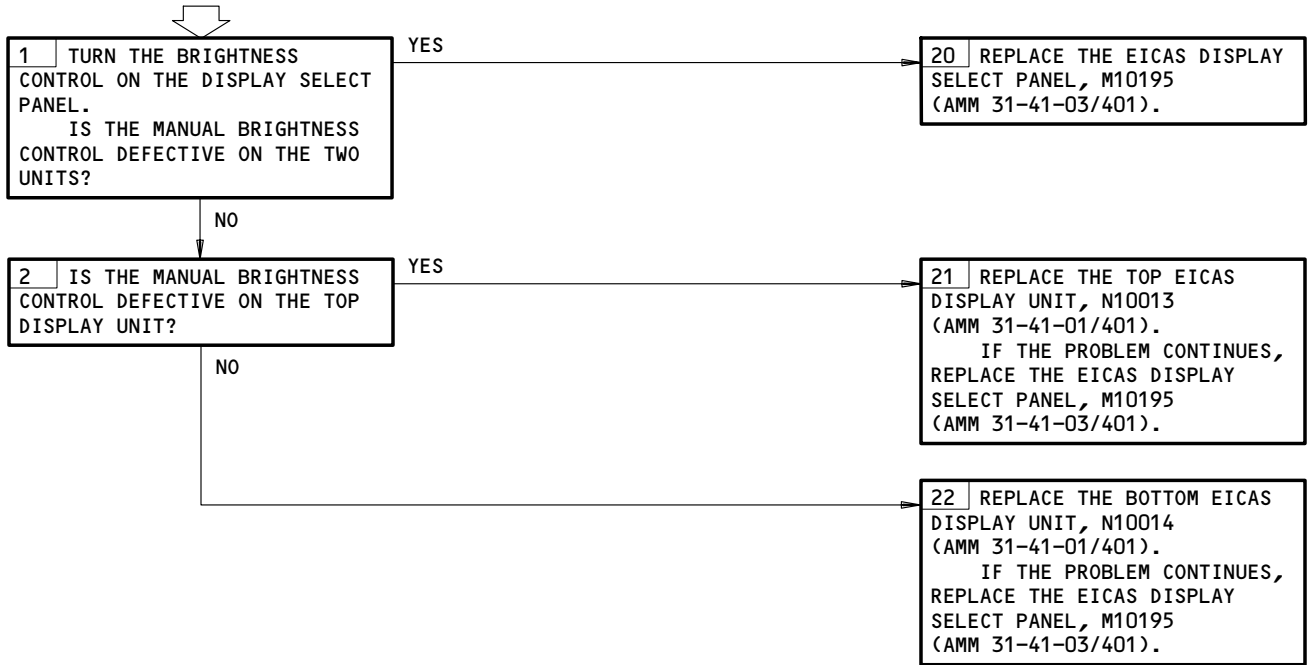 1 TURN THE BRIGHTNESS
CONTROL ON THE DISPLAY SELECT
PANEL.
IS THE MANUAL BRIGHTNESS
CONTROL DEFECTIVE ON THE TWO
UNITS?
YES
20 REPLACE THE EICAS DISPLAY
SELECT PANEL, M10195
(AMM 31-41-03/401).
NO
2 IS THE MANUAL BRIGHTNESS
CONTROL DEFECTIVE ON THE TOP
DISPLAY UNIT?
YES
21 REPLACE THE TOP EICAS
DISPLAY UNIT, N10013
(AMM 31-41-01/401).
IF THE PROBLEM CONTINUES,
REPLACE THE EICAS DISPLAY
SELECT PANEL, M10195
(AMM 31-41-03/401).
NO
22 REPLACE THE BOTTOM EICAS
DISPLAY UNIT, N10014
(AMM 31-41-01/401).
IF THE PROBLEM CONTINUES,
REPLACE THE EICAS DISPLAY
SELECT PANEL, M10195
(AMM 31-41-03/401).